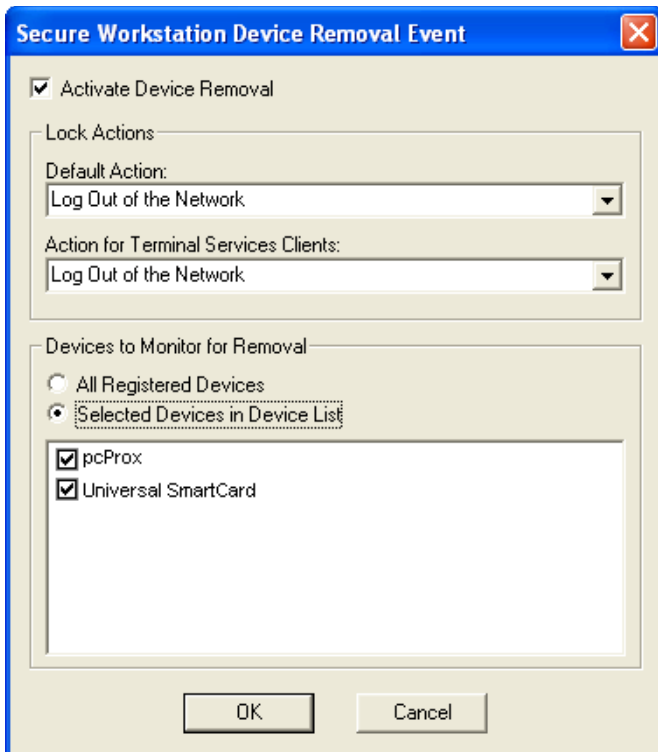 Secure Workstation Device Removal Event
Activate Device Removal
Lock Actions
Default Action:
Log Out of the Network
Action for Terminal Services Clients:
Log Out of the Network
Devices to Monitor for Removal
All Registered Devices
Selected Devices in Device List
pcProx
Universal SmartCard
OK Cancel